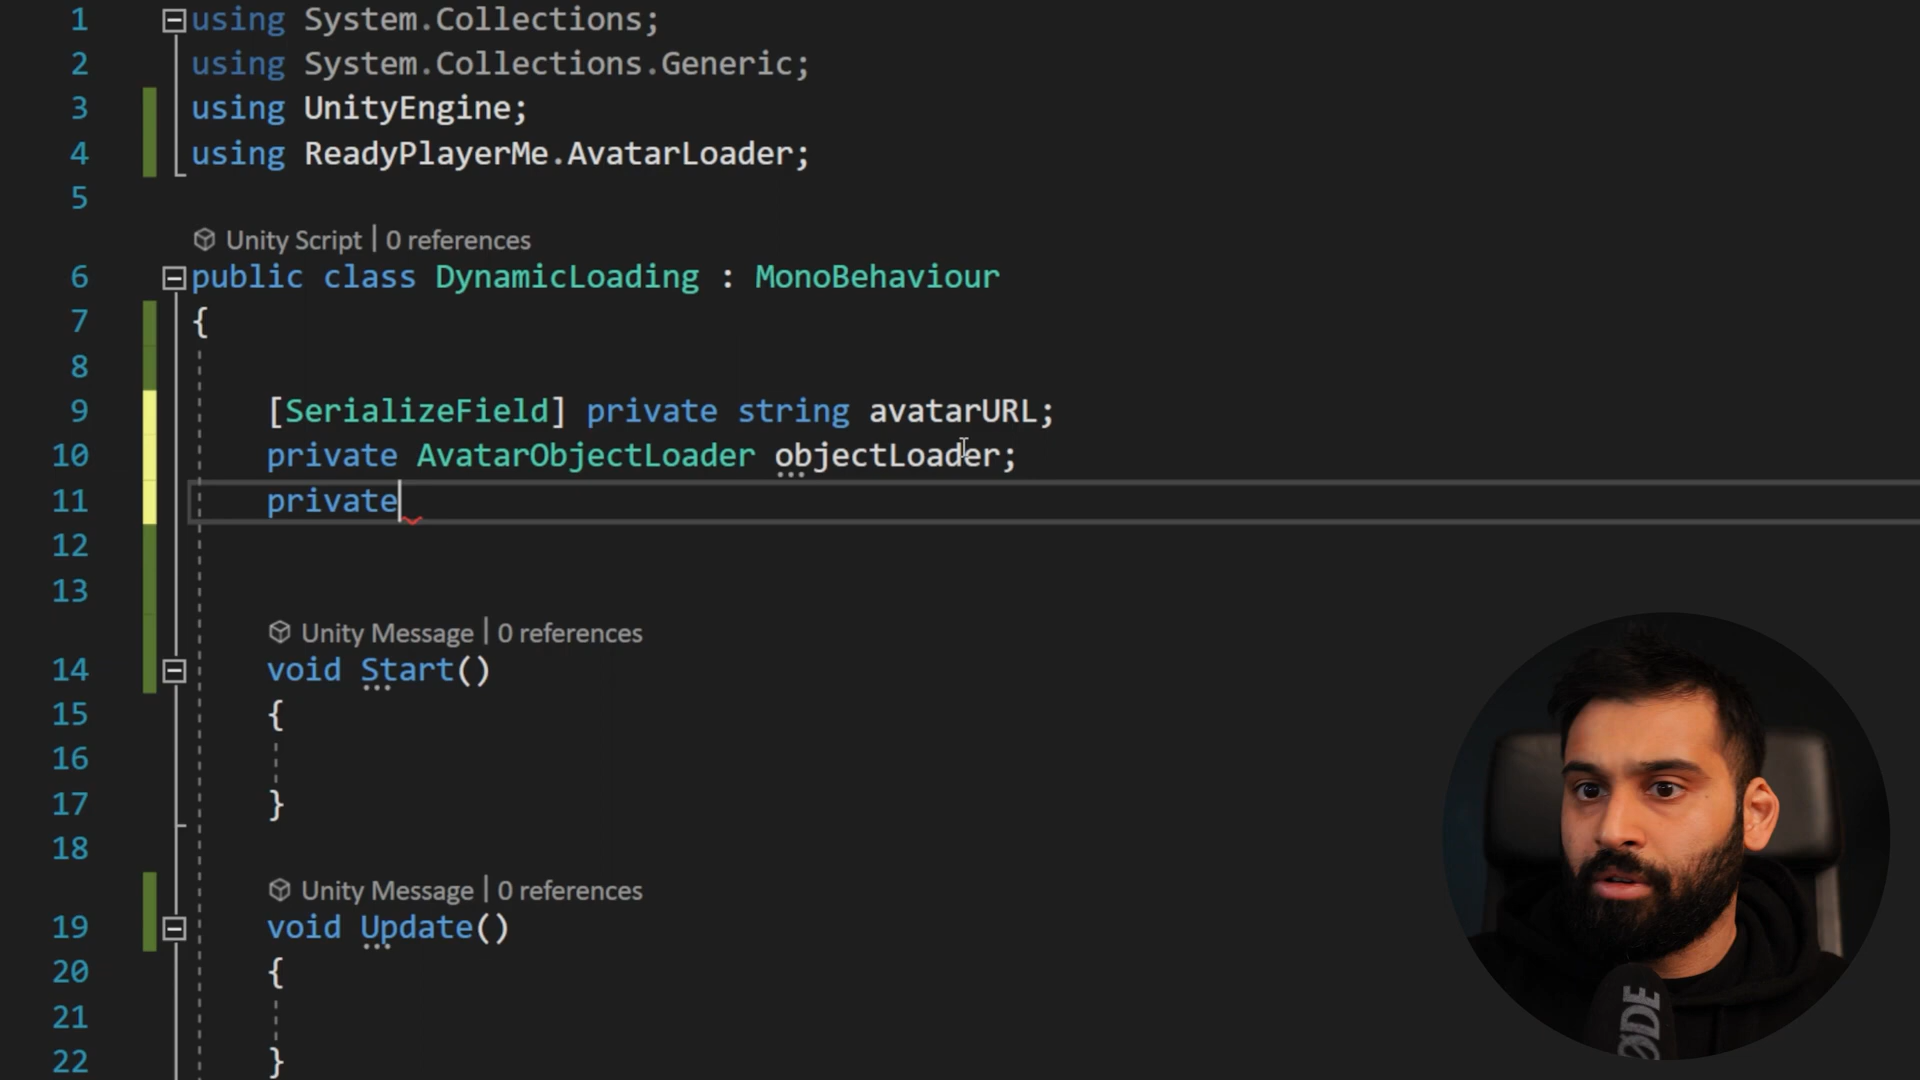 1 using System.Collections;
2 using System.Collections.Generic;
3 using UnityEngine;
4 using ReadyPlayerMe.AvatarLoader;
5
Unity Script | 0 references
6 public class DynamicLoading : MonoBehaviour
7 {
8
9 [SerializeField] private string avatarURL;
10 private AvatarObjectLoader objectLoader;
11 private
12
13
Unity Message | 0 references
14 void Start()
15 {
16
17 }
18
Unity Message | 0 references
19 void Update()
20 {
21
22 }
RØDE